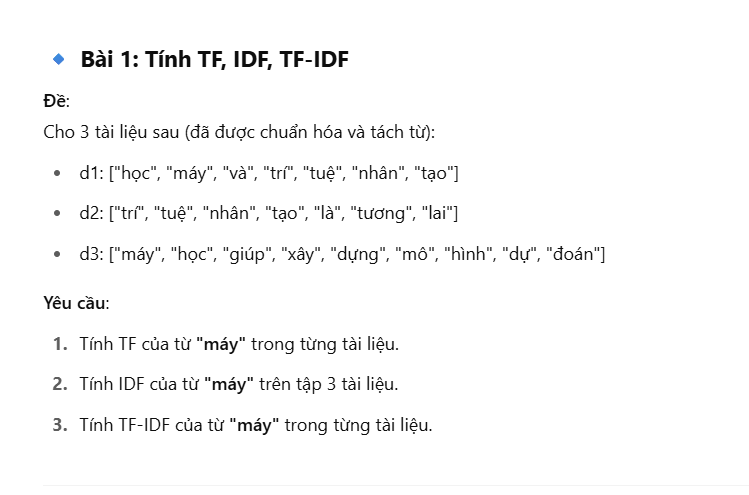 Bài 1: Tính TF, IDF, TF-IDF
Đề:
Cho 3 tài liệu sau (đã được chuẩn hóa và tách từ):
• d1: ["học", "máy", "và", "trí", "tuệ", "nhân", "tạo"]
• d2: ["trí", "tuệ", "nhân", "tạo", "là", "tương", "lai"]
• d3: ["máy", "học", "giúp", "xây", "dựng", "mô", "hình", "dự", "đoán"]
Yêu cầu:
1. Tính TF của từ "máy" trong từng tài liệu.
2. Tính IDF của từ "máy" trên tập 3 tài liệu.
3. Tính TF-IDF của từ "máy" trong từng tài liệu.